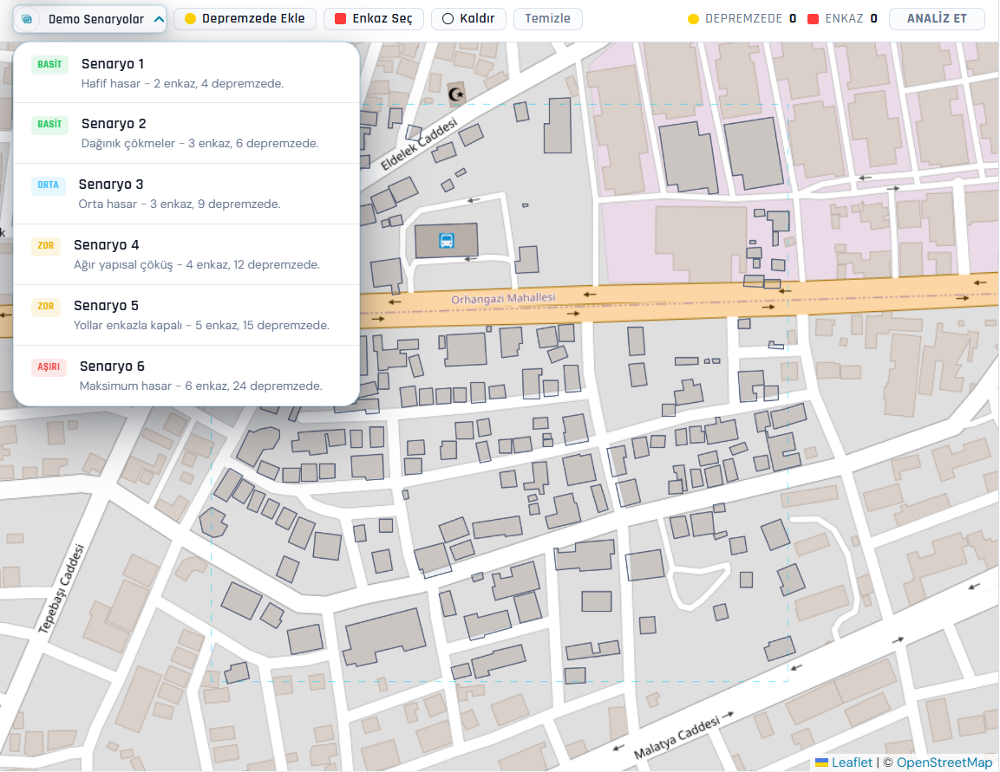 Demo Senaryolar
Depremzede Ekle
Enkaz Seç
Kaldır
Temizle
DEPREMZEDE 0
ENKAZ 0
ANALİZ ET
BASİT
Senaryo 1
Hafif hasar – 2 enkaz, 4 depremzede.
BASİT
Senaryo 2
Dağınık çökmeler – 3 enkaz, 6 depremzede.
ORTA
Senaryo 3
Orta hasar – 3 enkaz, 9 depremzede.
ZOR
Senaryo 4
Ağır yapısal çöküş – 4 enkaz, 12 depremzede.
ZOR
Senaryo 5
Yollar enkazla kapalı – 5 enkaz, 15 depremzede.
AŞIRI
Senaryo 6
Maksimum hasar – 6 enkaz, 24 depremzede.
Eldelek Caddesi
k
Orhangazi Mahallesi
Tepebaşı Caddesi
Malatya Caddesi
Leaflet | © OpenStreetMap